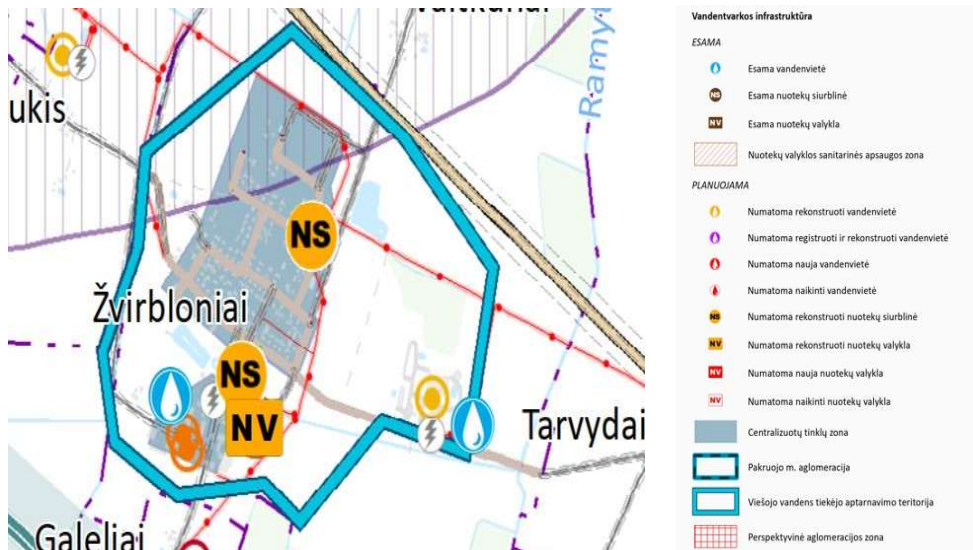 ukis
NS
Žvirbloniai
NS
NV
Tarvydai
Galeliai
Ramy
Vandentvarkos infrastruktūra
ESAMA
Esama vandenvietė
NS Esama nuotekų siurblinė
NV Esama nuotekų valykla
Nuotekų valyklos sanitarinės apsaugos zona
PLANUOJAMA
Numatoma rekonstruoti vandenvietė
Numatoma registruoti ir rekonstruoti vandenvietė
Numatoma nauja vandenvietė
Numatoma naikinti vandenvietė
NS Numatoma rekonstruoti nuotekų siurblinė
NV Numatoma rekonstruoti nuotekų valykla
NV Numatoma nauja nuotekų valykla
NV Numatoma naikinti nuotekų valykla
Centralizuotų tinklų zona
Pakruojo m. aglomeracija
Viešojo vandens tiekėjo aptarnavimo teritorija
Perspektyvinė aglomeracijos zona